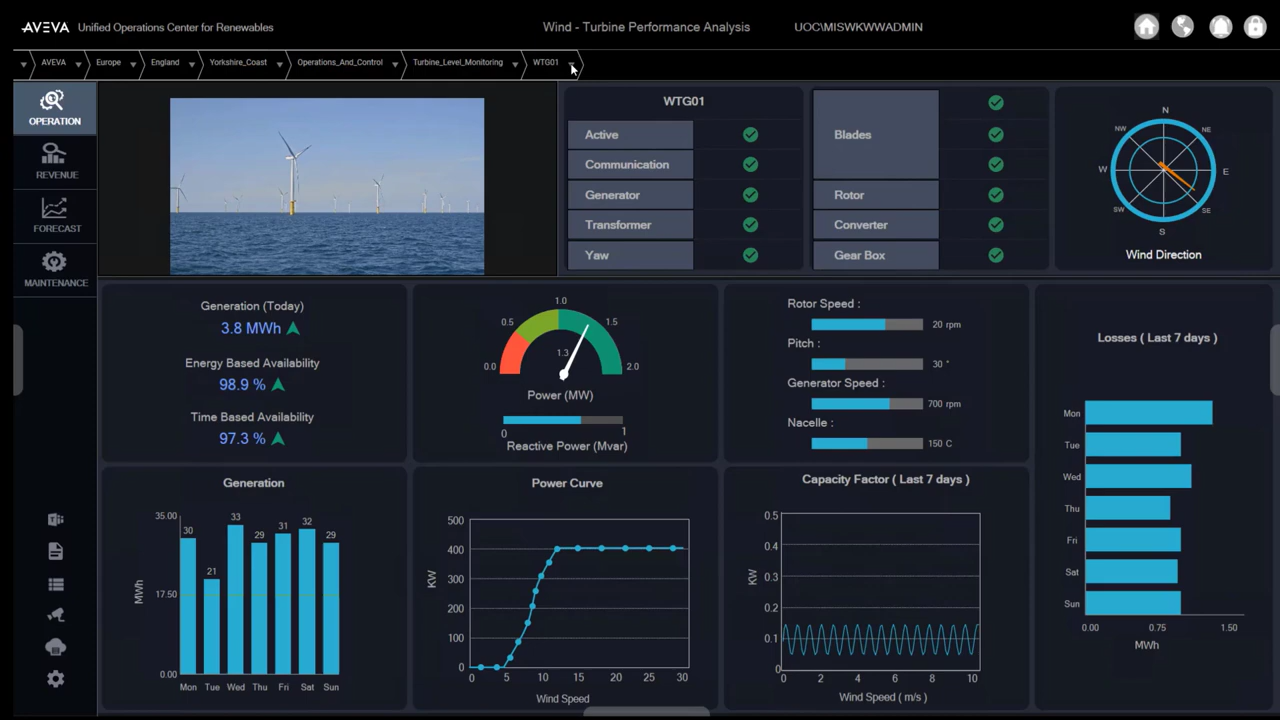 AVEVA Unified Operations Center for Renewables
Wind - Turbine Performance Analysis
UOC\MISWKWWADMIN
AVEVA Europe England Yorkshire_Coast Operations_And_Control Turbine_Level_Monitoring WTG01
OPERATION
REVENUE
FORECAST
MAINTENANCE
WTG01
Active
Communication
Generator
Transformer
Yaw
Blades
Rotor
Converter
Gear Box
N
NW NE
W E
SW SE
S
Wind Direction
Generation (Today)
3.8 MWh
Energy Based Availability
98.9 %
Time Based Availability
97.3 %
1.0
0.5 1.5
1.3
0.0 2.0
Power (MW)
0 1
Reactive Power (Mvar)
Rotor Speed :
20 rpm
Pitch :
30 °
Generator Speed :
700 rpm
Nacelle :
150 C
Losses ( Last 7 days )
Mon
Tue
Wed
Thu
Fri
Sat
Sun
0.00 0.75 1.50
MWh
Generation
35.00
17.50
0.00
MWh
30 21 33 29 31 32 29
Mon Tue Wed Thu Fri Sat Sun
Power Curve
500
400
300
200
100
0
KW
0 5 10 15 20 25 30
Wind Speed
Capacity Factor ( Last 7 days )
0.5
0.4
0.3
0.2
0.1
0
KW
0 2 4 6 8 10
Wind Speed ( m/s )